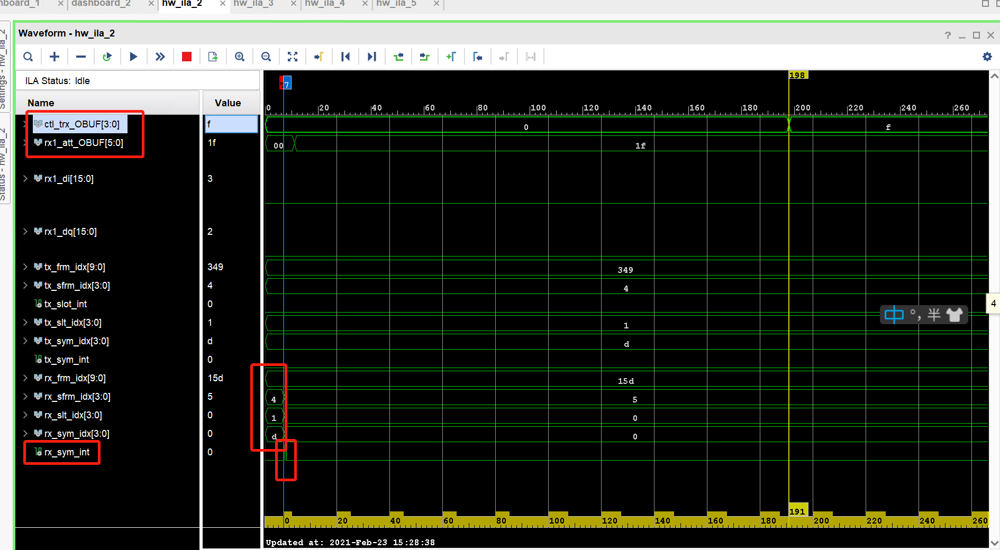 board_1 dashboard_2 hw_ila_2 hw_ila_3 hw_ila_4 hw_ila_5
Settings - hw_ila_2
Status - hw_ila_2
Waveform - hw_ila_2
ILA Status: Idle
Name Value
7 198
0 20 40 60 80 100 120 140 160 180 200 220 240 260
ctl_trx_OBUF[3:0] f 0 f
rx1_att_OBUF[5:0] 1f 00 1f
rx1_di[15:0] 3
rx1_dq[15:0] 2
tx_frm_idx[9:0] 349 349
tx_sfrm_idx[3:0] 4 4
tx_slot_int 0
4
中 °, 半
tx_slt_idx[3:0] 1 1
tx_sym_idx[3:0] d d
tx_sym_int 0
rx_frm_idx[9:0] 15d 15d
rx_sfrm_idx[3:0] 5 4 5
rx_slt_idx[3:0] 0 1 0
rx_sym_idx[3:0] 0 d 0
rx_sym_int 0
191
0 20 40 60 80 100 120 140 160 180 200 220 240 260
Updated at: 2021-Feb-23 15:28:38